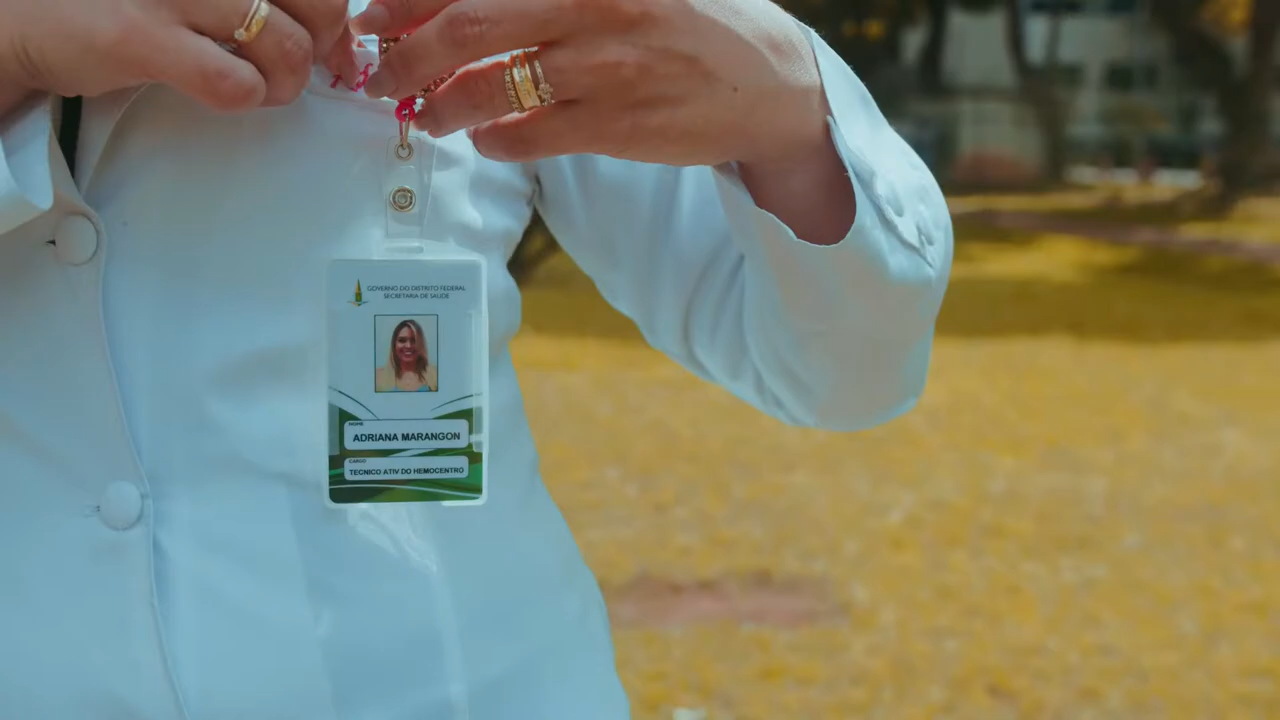 GOVERNO DO DISTRITO FEDERAL
SECRETARIA DE SAÚDE
NOME
ADRIANA MARANGON
CARGO
TECNICO ATIV DO HEMOCENTRO